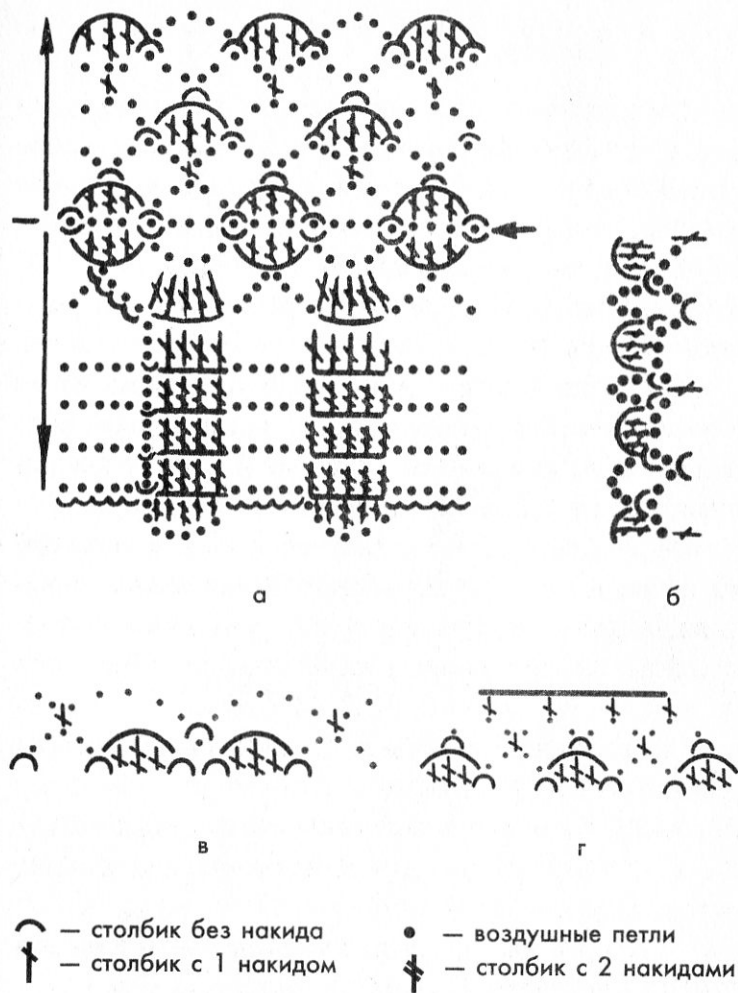 а
б
в
г
— столбик без накида
— столбик с 1 накидом
— воздушные петли
— столбик с 2 накидами